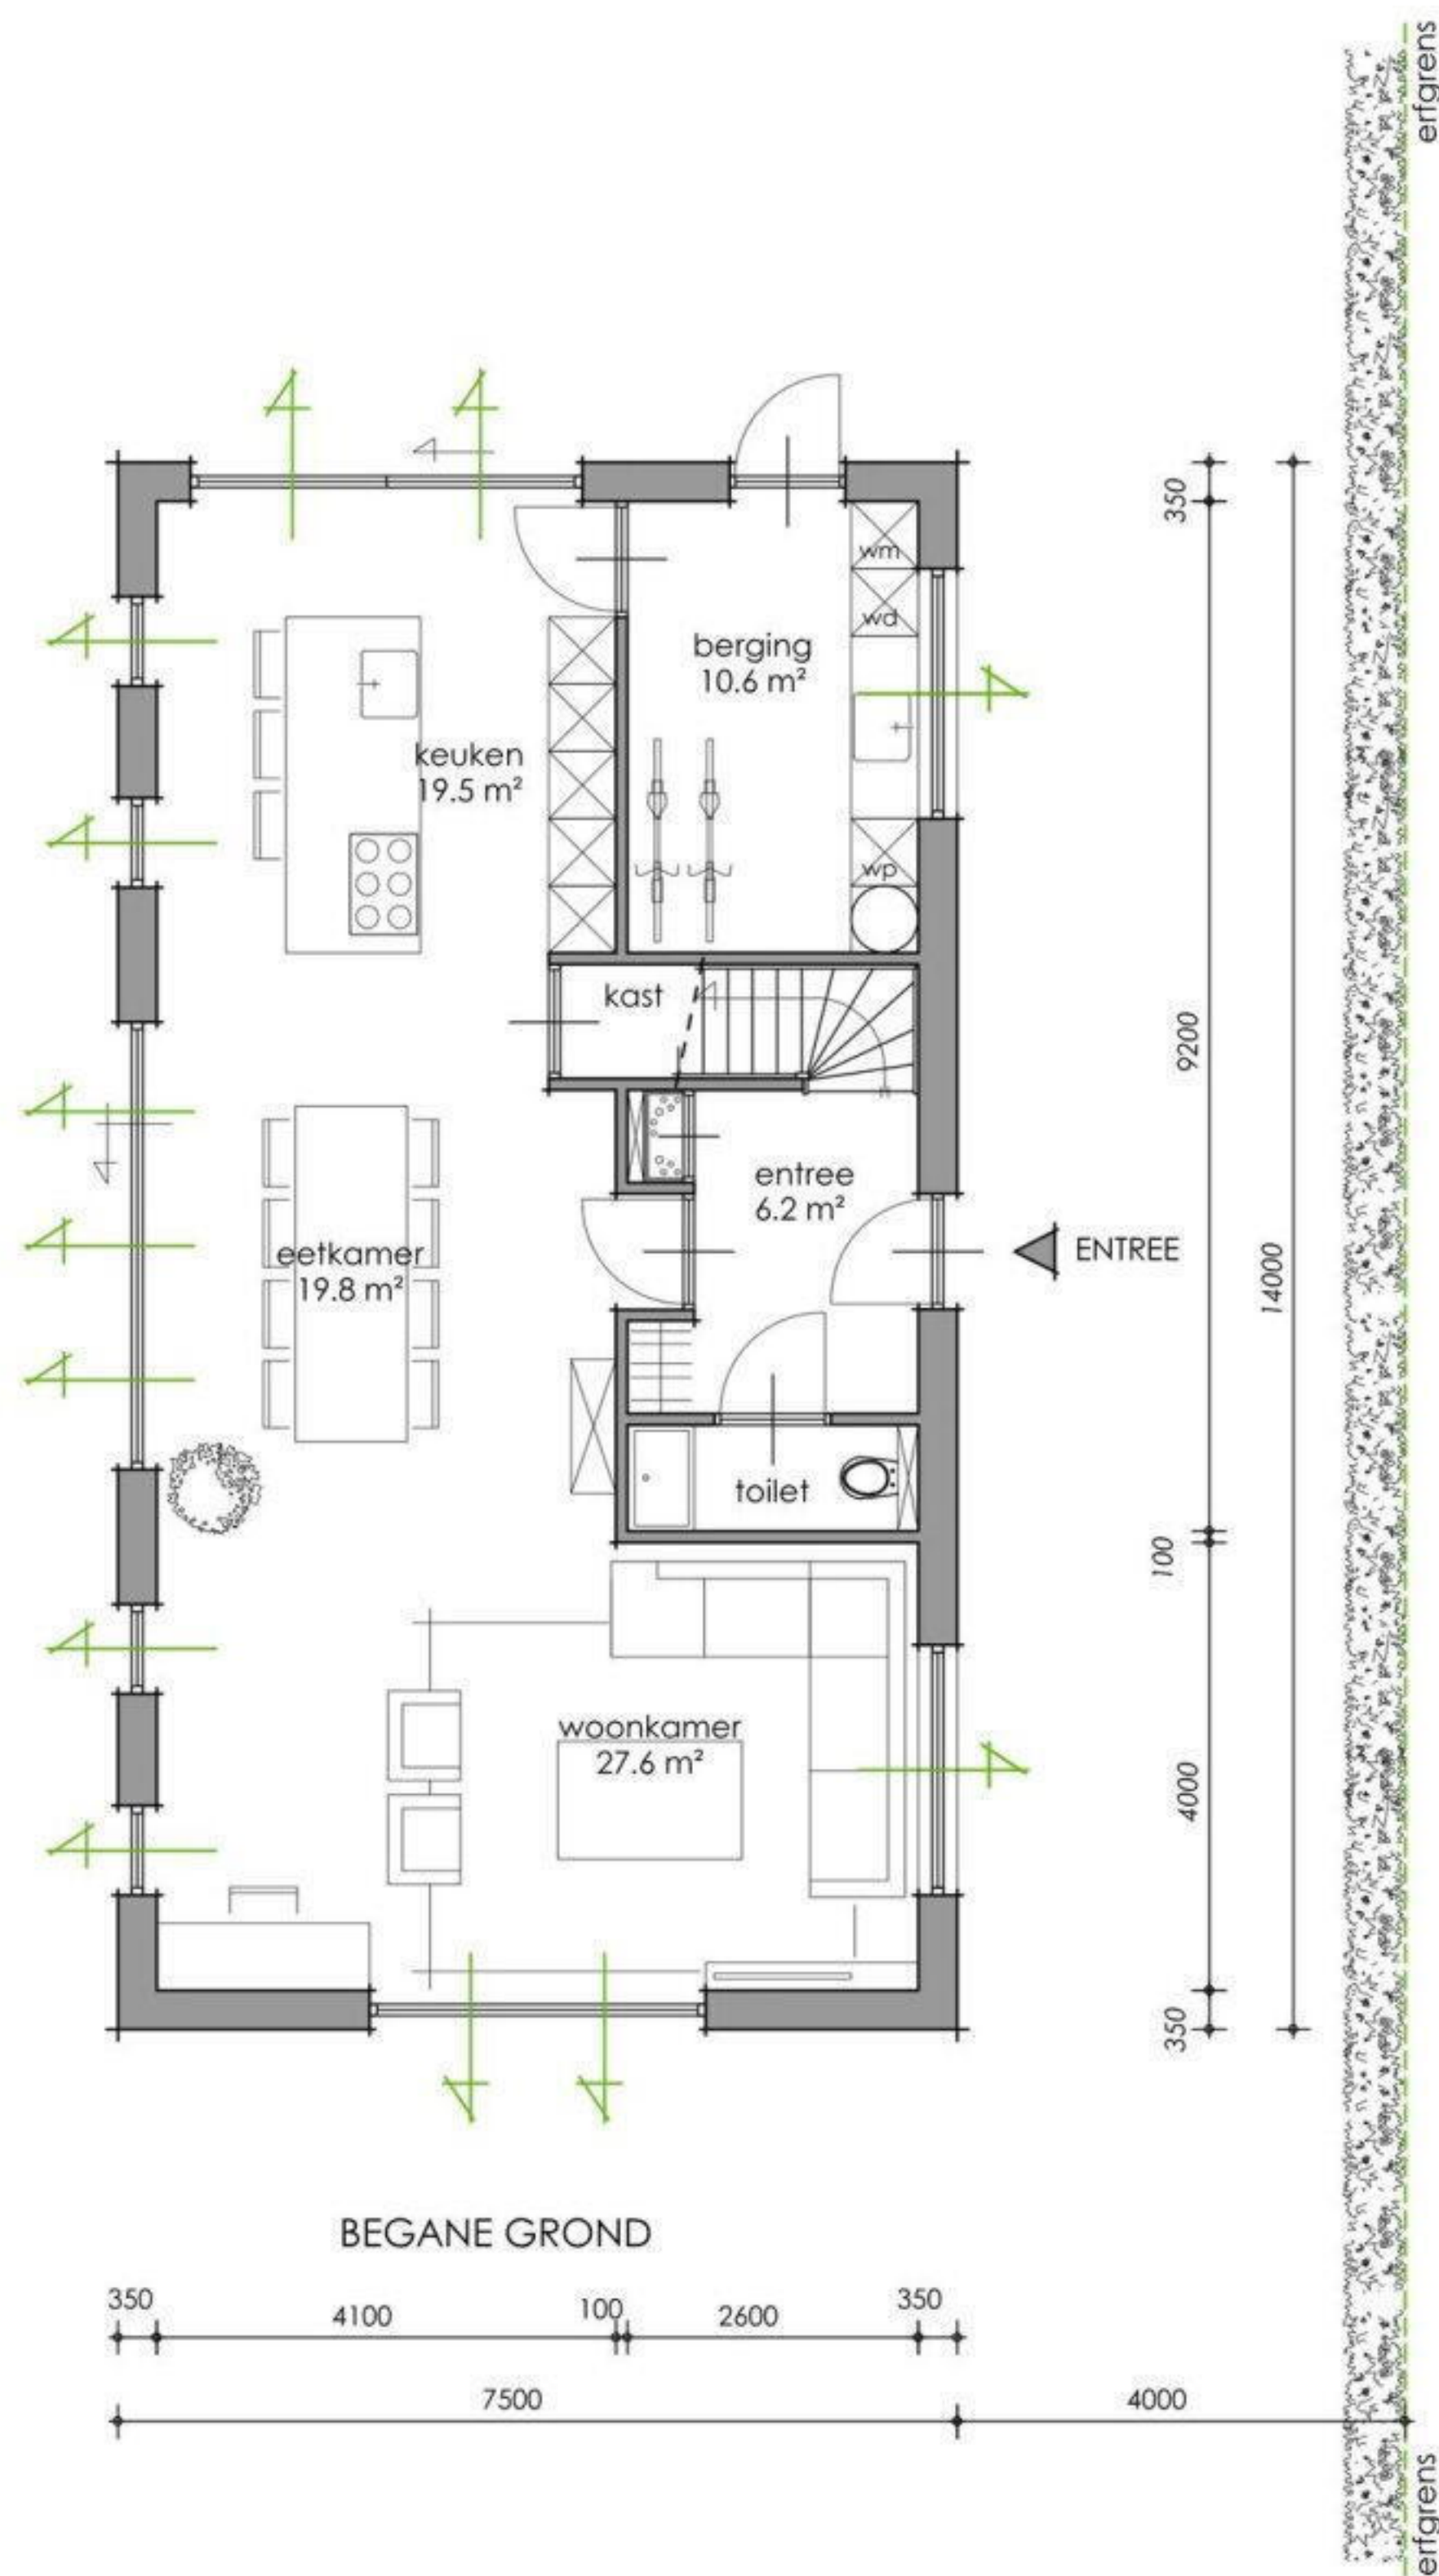 erfgrens
350
wm
wd
berging
10.6 m²
keuken
19.5 m²
wp
kast
9200
entree
6.2 m²
ENTREE
14000
eetkamer
19.8 m²
toilet
100
woonkamer
27.6 m²
4000
350
BEGANE GROND
350
4100
100
2600
350
7500
4000
erfgrens